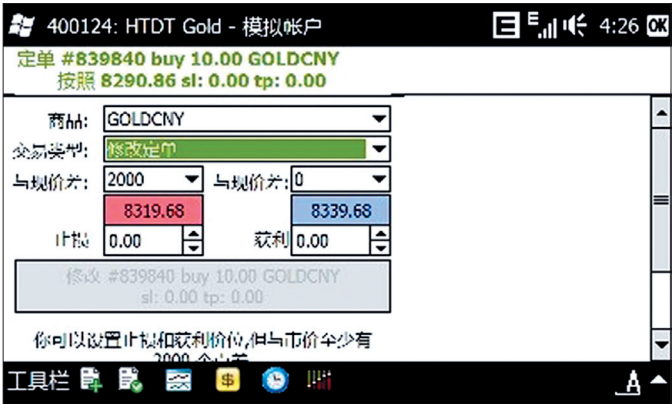 400124: HTDT Gold - 模拟帐户 E E 4:26 OK
定单 #839840 buy 10.00 GOLDCNY
按照 8290.86 sl: 0.00 tp: 0.00
商品: GOLDCNY
交易类型: 修改定单
与现价差: 2000 与现价差: 0
8319.68 8339.68
止损 0.00 获利 0.00
修改 #839840 buy 10.00 GOLDCNY
sl: 0.00 tp: 0.00
你可以设置止损和获利价位,但与市价至少有
2000 个点差
工具栏 A